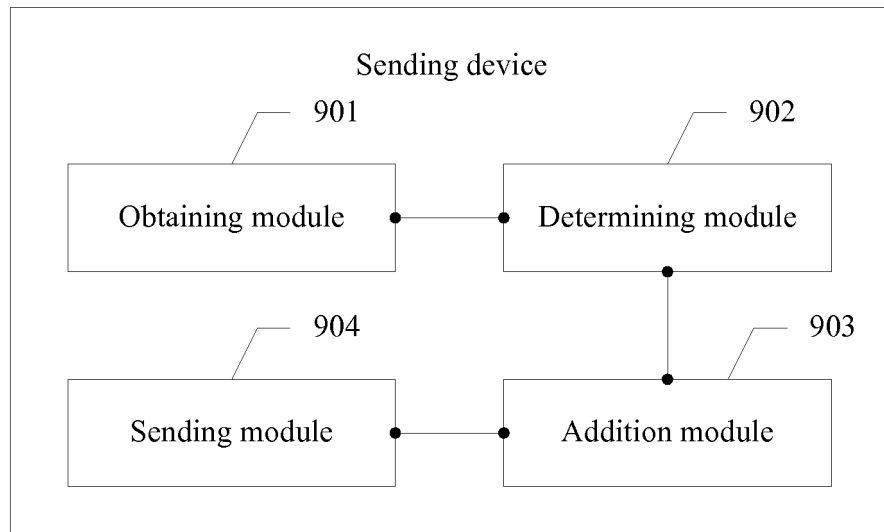 Sending device
901
902
Obtaining module
Determining module
904
903
Sending module
Addition module